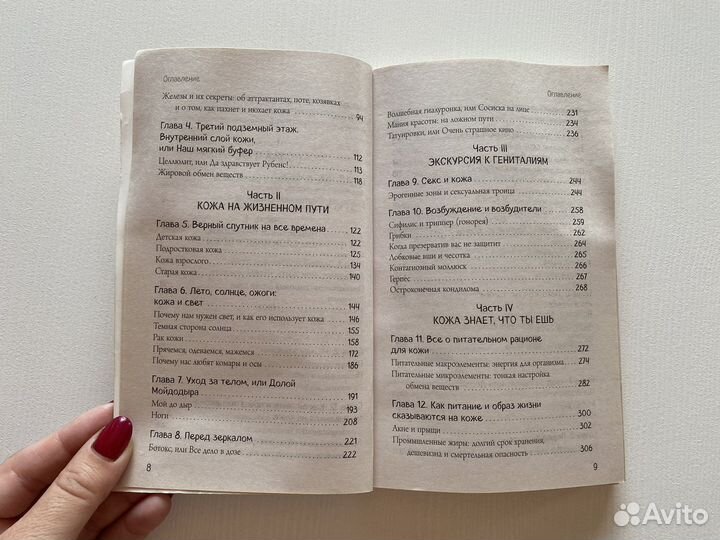 Оглавление
Железы и их секреты: об аттрактантах, поте, козявках
и о том, как пахнет и нюхает кожа 94
Глава 4. Третий подземный этаж.
Внутренний слой кожи,
или Наш мягкий буфер 112
Целлюлит, или Да здравствует Рубенс! 113
Жировой обмен веществ 118
Часть II
КОЖА НА ЖИЗНЕННОМ ПУТИ
Глава 5. Верный спутник на все времена 122
Детская кожа 122
Подростковая кожа 125
Кожа взрослого 134
Старая кожа 140
Глава 6. Лето, солнце, ожоги:
кожа и свет 144
Почему нам нужен свет, и как его использует кожа 146
Темная сторона солнца 155
Рак кожи 158
Прячемся, одеваемся, мажемся 172
Почему нас любят комары и осы 186
Глава 7. Уход за телом, или Долой
Мойдодыра 191
Мой до дыр 193
Ноги 208
Глава 8. Перед зеркалом 221
Ботокс, или Все дело в дозе 222
8
Оглавление
Волшебная гиалуронка, или Сосиска на лице 231
Мания красоты: на ложном пути 234
Татуировки, или Очень страшное кино 236
Часть III
ЭКСКУРСИЯ К ГЕНИТАЛИЯМ
Глава 9. Секс и кожа 244
Эрогенные зоны и сексуальная троица 244
Глава 10. Возбуждение и возбудители 258
Сифилис и триппер (гонорея) 259
Грибки 262
Когда презерватив вас не защитит 264
Лобковые вши и чесотка 265
Контагиозный моллюск 266
Герпес 267
Остроконечная кондилома 268
Часть IV
КОЖА ЗНАЕТ, ЧТО ТЫ ЕШЬ
Глава 11. Все о питательном рационе
для кожи 272
Питательные макроэлементы: энергия для организма 274
Питательные микроэлементы: тонкая настройка
обмена веществ 282
Глава 12. Как питание и образ жизни
сказываются на коже 300
Акне и прыщи 302
Промышленные жиры: долгий срок хранения,
дешевизна и смертельная опасность 306
9
Avito